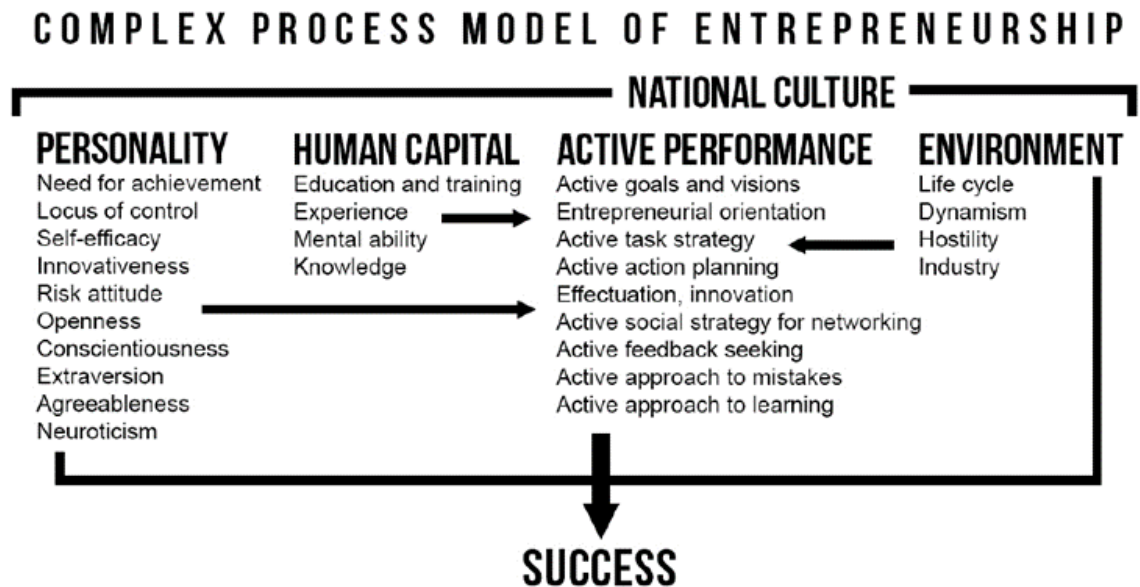 COMPLEX PROCESS MODEL OF ENTREPRENEURSHIP
NATIONAL CULTURE
PERSONALITY
Need for achievement
Locus of control
Self-efficacy
Innovativeness
Risk attitude
Openness
Conscientiousness
Extraversion
Agreeableness
Neuroticism
HUMAN CAPITAL
Education and training
Experience
Mental ability
Knowledge
ACTIVE PERFORMANCE
Active goals and visions
Entrepreneurial orientation
Active task strategy
Active action planning
Effectuation, innovation
Active social strategy for networking
Active feedback seeking
Active approach to mistakes
Active approach to learning
ENVIRONMENT
Life cycle
Dynamism
Hostility
Industry
SUCCESS